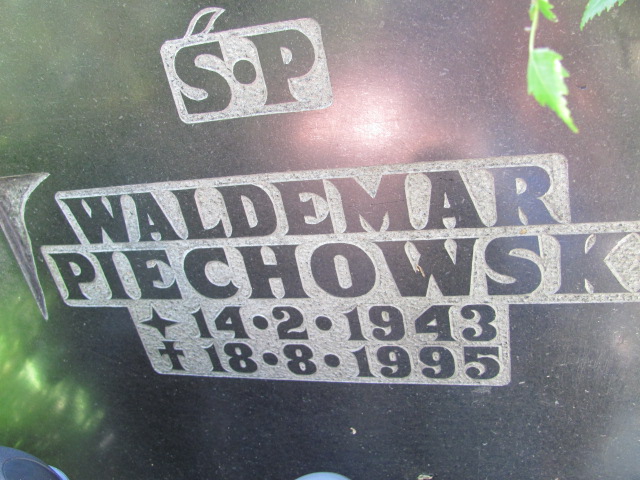 Ś•P
WALDEMAR
PIECHOWSK
✦ 14•2•1943
✝ 18•8•1995